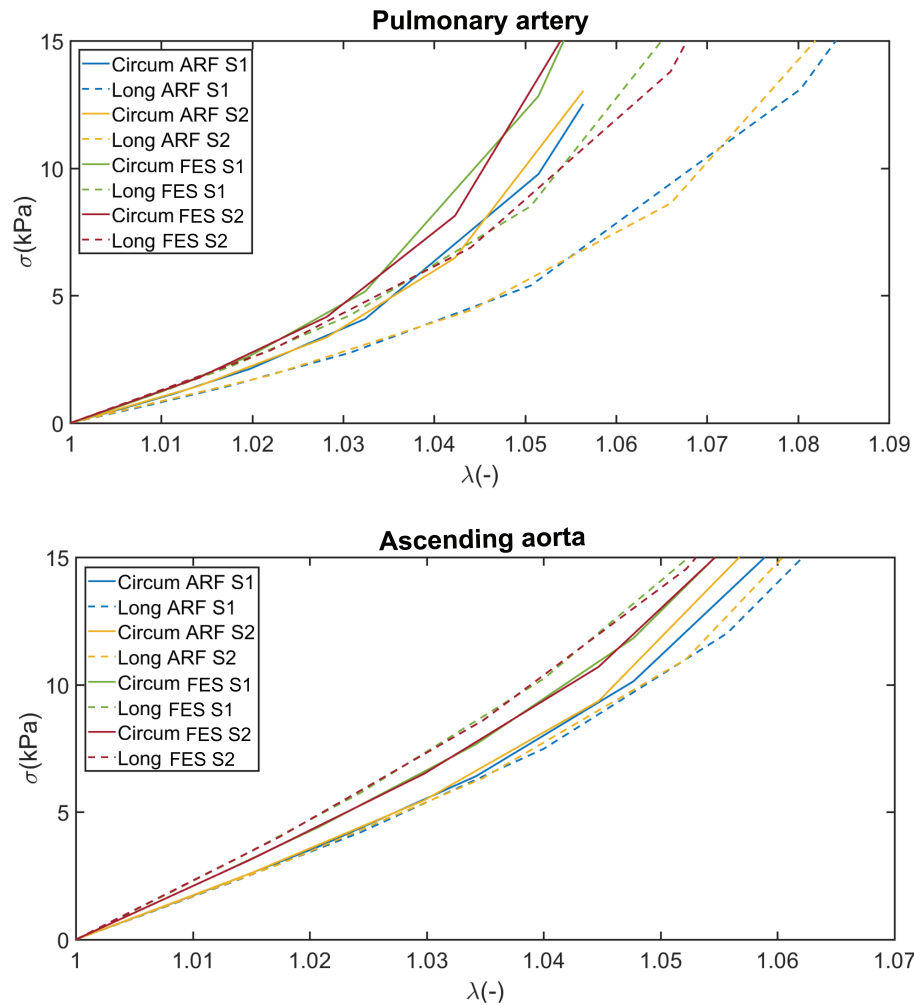 Pulmonary artery
15
10
5
0
σ(kPa)
Circum ARF S1
Long ARF S1
Circum ARF S2
Long ARF S2
Circum FES S1
Long FES S1
Circum FES S2
Long FES S2
1 1.01 1.02 1.03 1.04 1.05 1.06 1.07 1.08 1.09
λ(-)
Ascending aorta
15
10
5
0
σ(kPa)
Circum ARF S1
Long ARF S1
Circum ARF S2
Long ARF S2
Circum FES S1
Long FES S1
Circum FES S2
Long FES S2
1 1.01 1.02 1.03 1.04 1.05 1.06 1.07
λ(-)